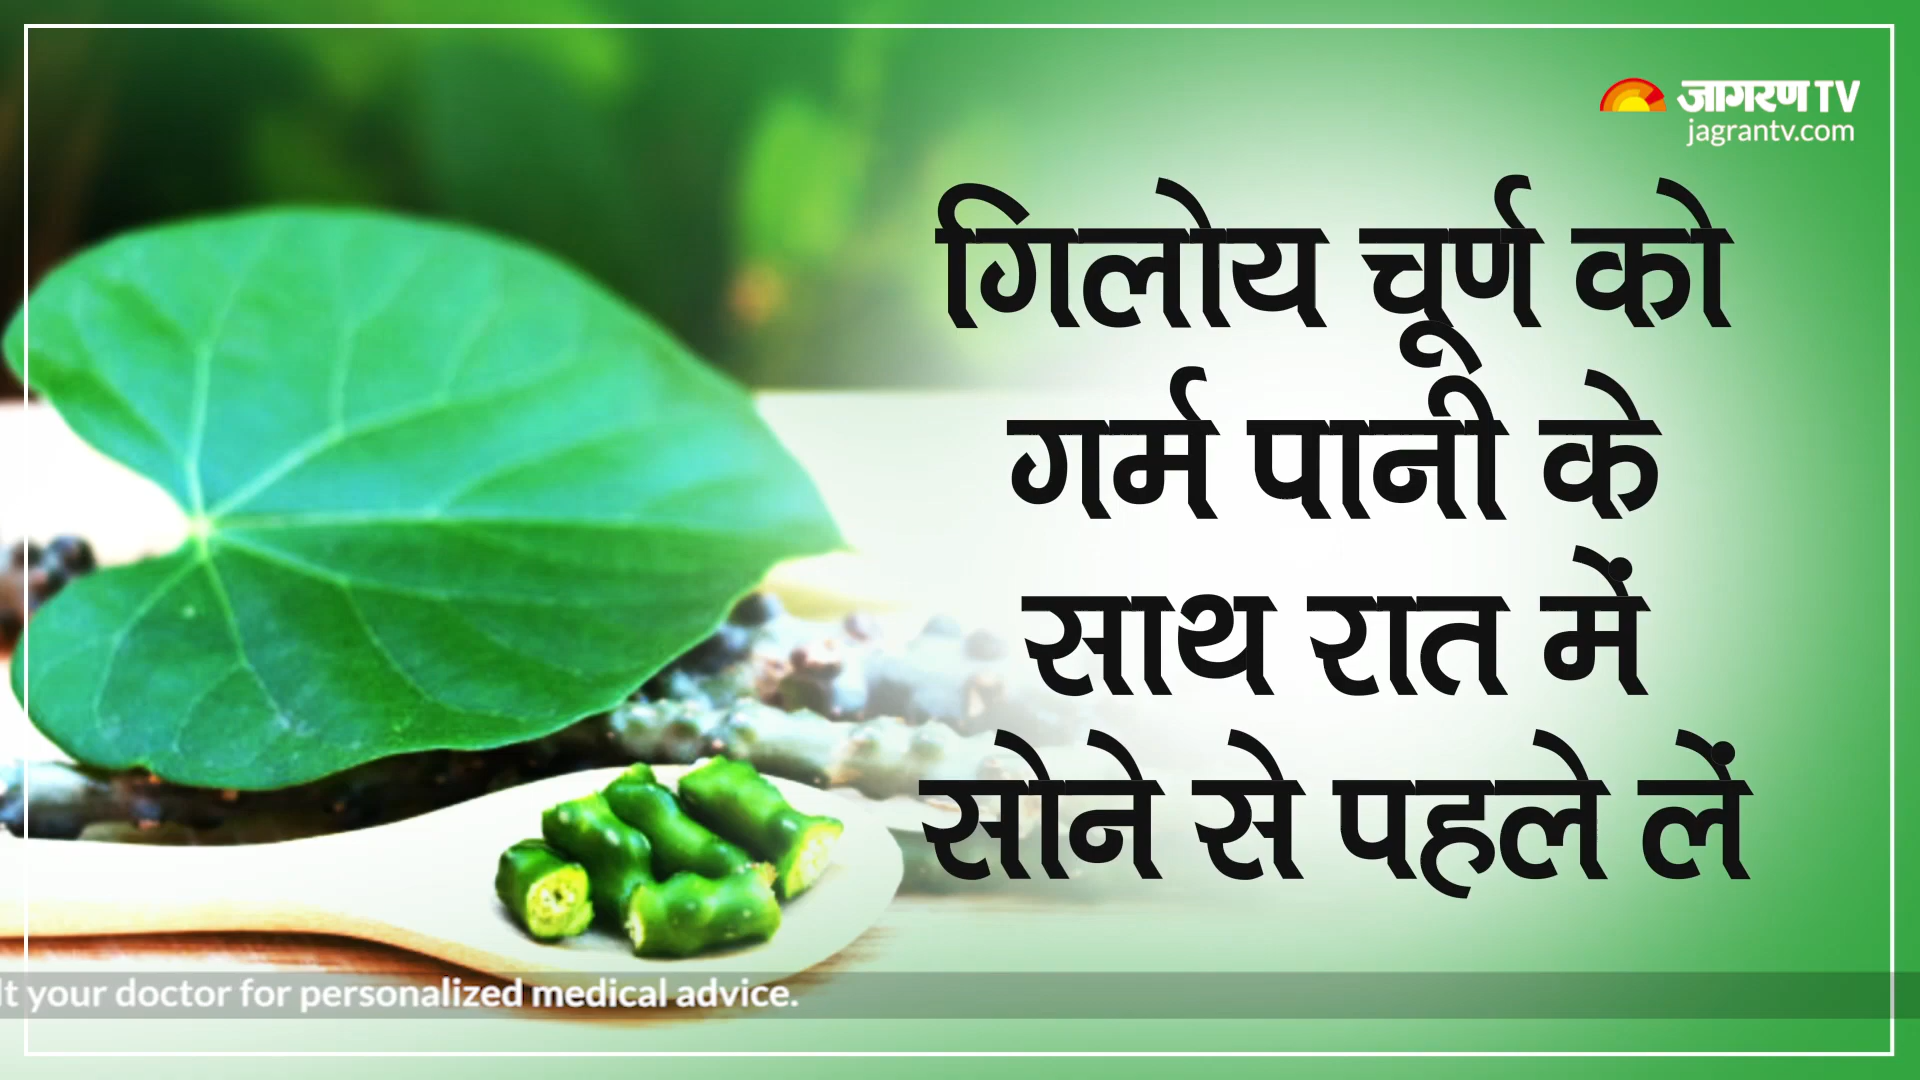 जागरण TV
jagrantv.com
गिलोय चूर्ण को
गर्म पानी के
साथ रात में
सोने से पहले लें
your doctor for personalized medical advice.